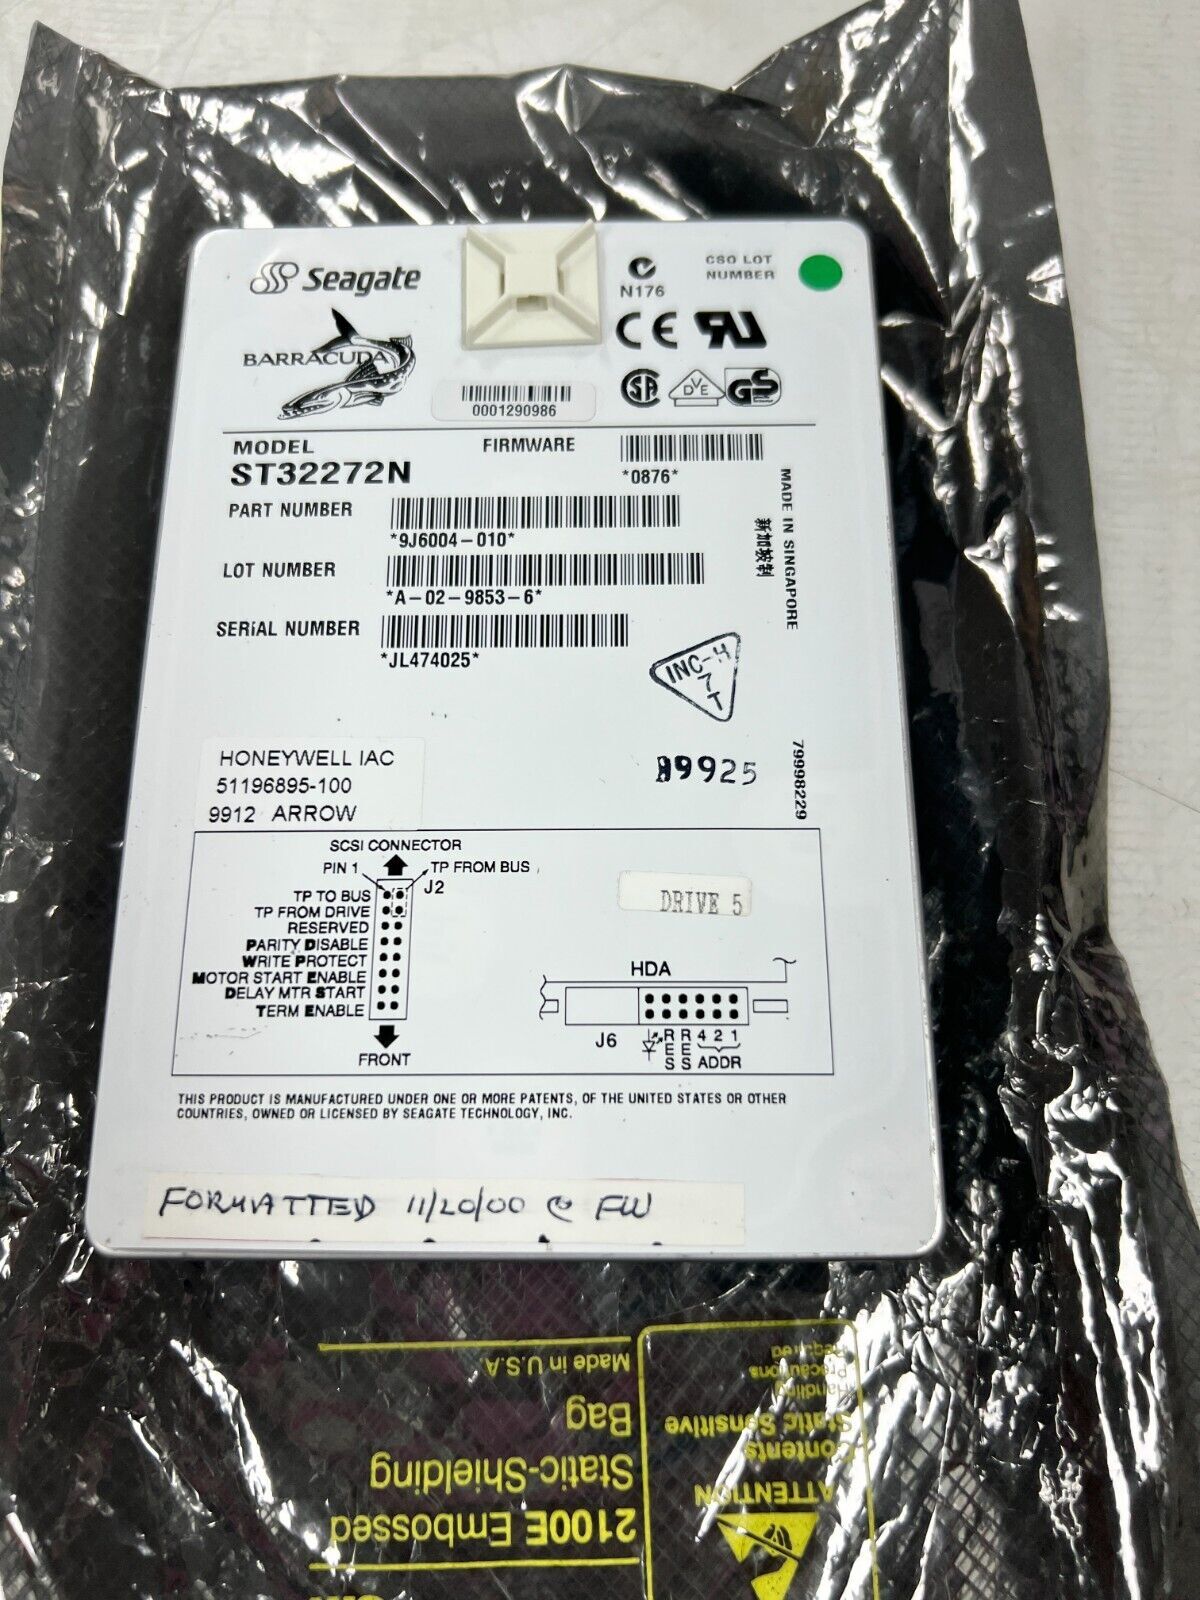 Seagate
N176
CSO LOT
NUMBER
BARRACUDA
0001290986
MODEL
ST32272N
FIRMWARE
*0876*
PART NUMBER
*9J6004-010*
LOT NUMBER
*A-02-9853-6*
SERIAL NUMBER
*JL474025*
MADE IN SINGAPORE
新加坡制
INC-H
7
T
HONEYWELL IAC
51196895-100
9912 ARROW
9925
79998229
SCSI CONNECTOR
PIN 1
TP FROM BUS
J2
TP TO BUS
TP FROM DRIVE
RESERVED
PARITY DISABLE
WRITE PROTECT
MOTOR START ENABLE
DELAY MTR START
TERM ENABLE
FRONT
DRIVE 5
HDA
J6
RES RES 4 2 1
ADDR
THIS PRODUCT IS MANUFACTURED UNDER ONE OR MORE PATENTS, OF THE UNITED STATES OR OTHER
COUNTRIES, OWNED OR LICENSED BY SEAGATE TECHNOLOGY, INC.
FORMATTED 11/20/00 @ FW
2100E Embossed
Static-Shielding
Bag
Made in U.S.A.
ATTENTION
Contents
Static Sensitive
Handling
Precautions
Required